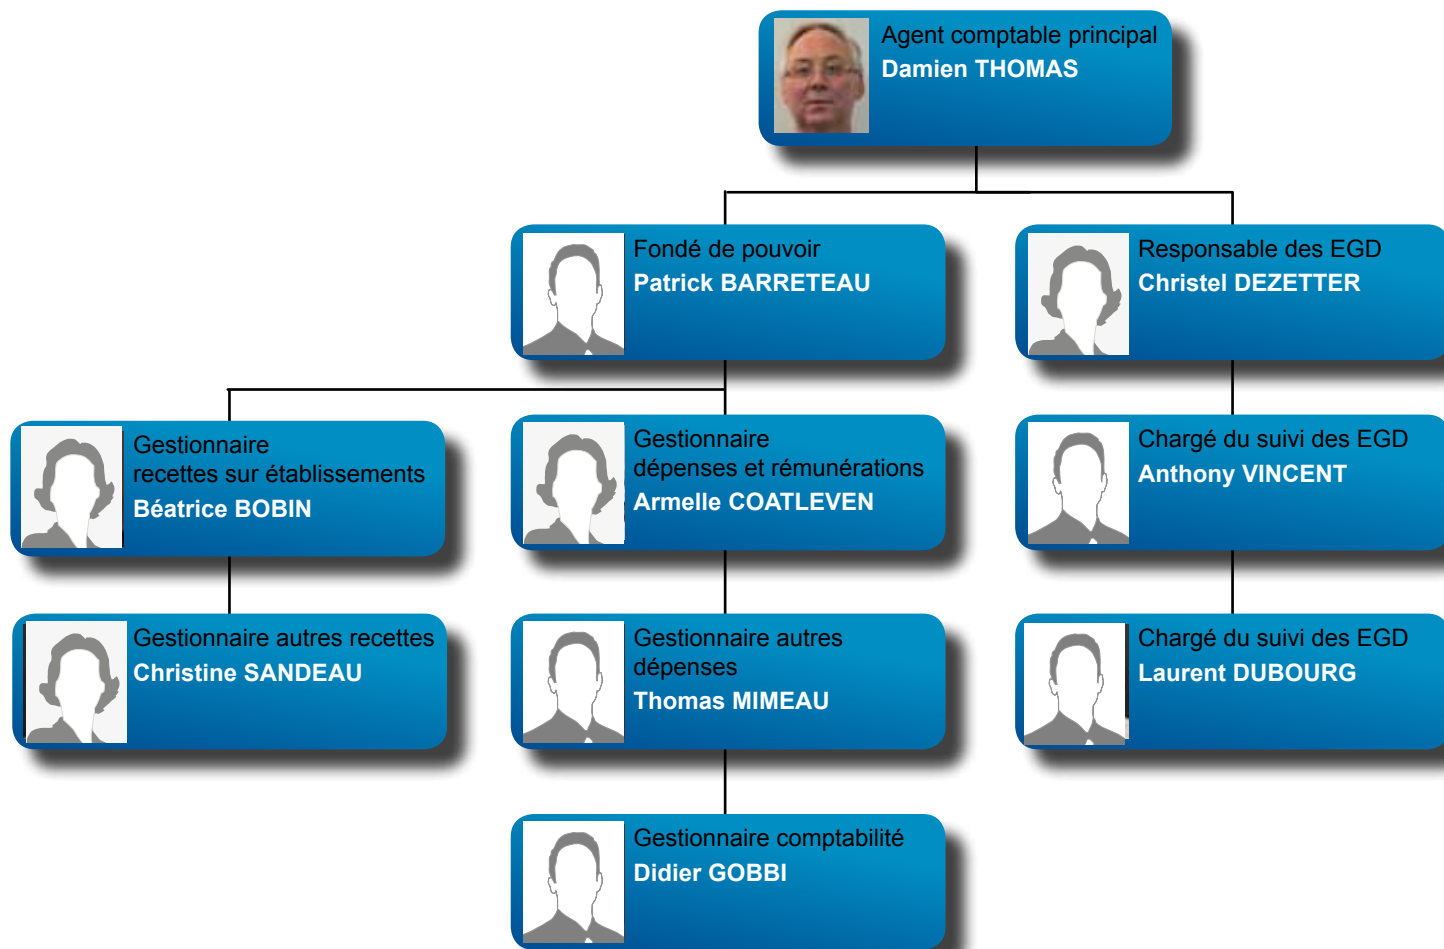 Agent comptable principal
Damien THOMAS
Fondé de pouvoir
Patrick BARRETEAU
Responsable des EGD
Christel DEZETTER
Gestionnaire
recettes sur établissements
Béatrice BOBIN
Gestionnaire
dépenses et rémunérations
Armelle COATLEVEN
Chargé du suivi des EGD
Anthony VINCENT
Gestionnaire autres recettes
Christine SANDEAU
Gestionnaire autres
dépenses
Thomas MIMEAU
Chargé du suivi des EGD
Laurent DUBOURG
Gestionnaire comptabilité
Didier GOBBI